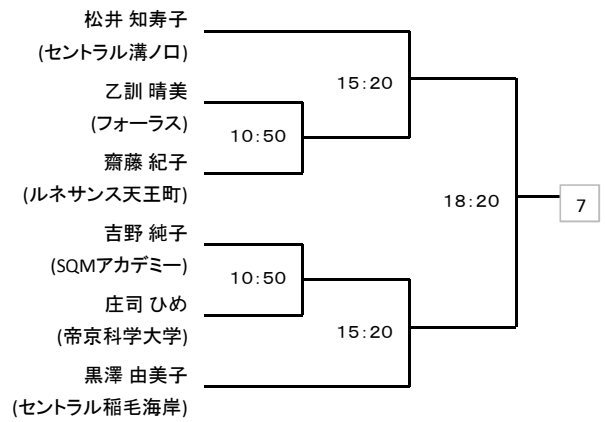 松井 知寿子
(セントラル溝ノ口)
15:20
乙訓 晴美
(フォーラス)
10:50
齋藤 紀子
(ルネサンス天王町)
18:20
7
吉野 純子
(SQMアカデミー)
10:50
庄司 ひめ
(帝京科学大学)
15:20
黒澤 由美子
(セントラル稲毛海岸)